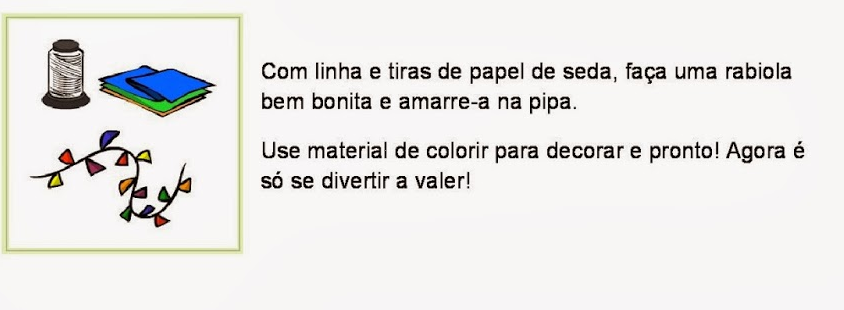 Com linha e tiras de papel de seda, faça uma rabiola
bem bonita e amarre-a na pipa.
Use material de colorir para decorar e pronto! Agora é
só se divertir a valer!